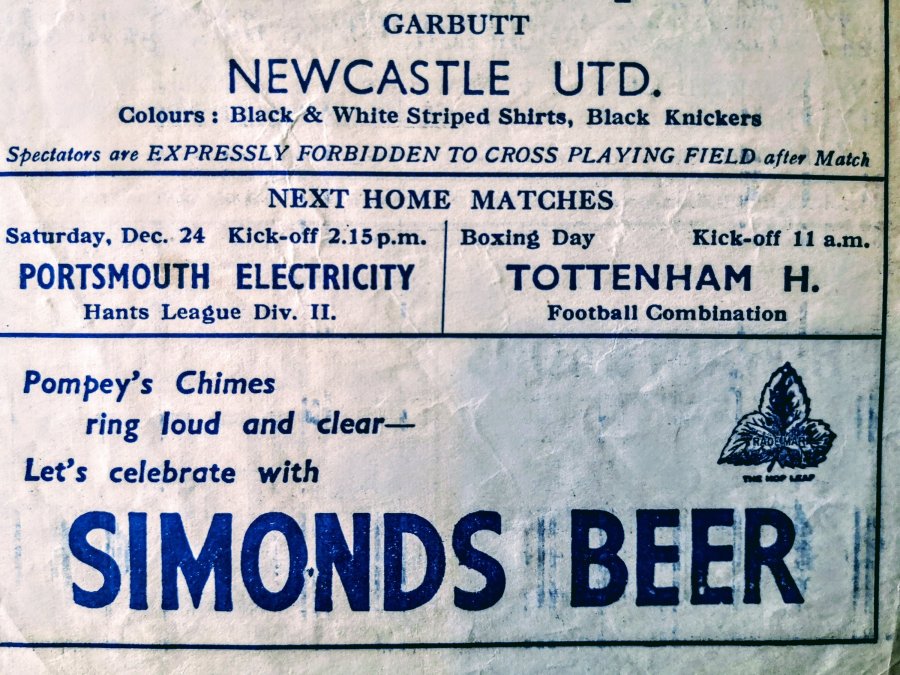 GARBUTT
NEWCASTLE UTD.
Colours : Black & White Striped Shirts, Black Knickers
Spectators are EXPRESSLY FORBIDDEN TO CROSS PLAYING FIELD after Match
NEXT HOME MATCHES
Saturday, Dec. 24 Kick-off 2.15 p.m.
PORTSMOUTH ELECTRICITY
Hants League Div. II.
Boxing Day Kick-off 11 a.m.
TOTTENHAM H.
Football Combination
Pompey's Chimes
ring loud and clear—
Let's celebrate with
TRADE MARK
THE HOP LEAF
SIMONDS BEER